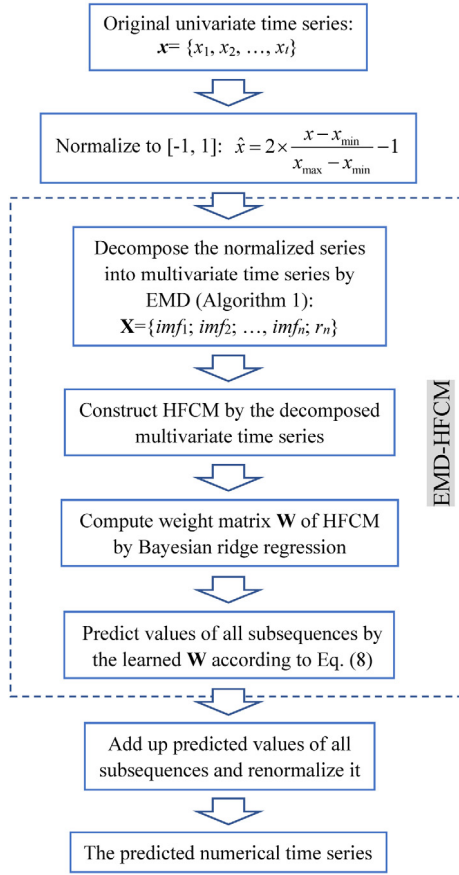 Original univariate time series:
x= {x1, x2, …, xt}
Normalize to [-1, 1]: x̂ = 2 × (x − xmin) / (xmax − xmin) − 1
Decompose the normalized series
into multivariate time series by
EMD (Algorithm 1):
X={imf1; imf2; …, imfn; rn}
Construct HFCM by the decomposed
multivariate time series
EMD-HFCM
Compute weight matrix W of HFCM
by Bayesian ridge regression
Predict values of all subsequences by
the learned W according to Eq. (8)
Add up predicted values of all
subsequences and renormalize it
The predicted numerical time series